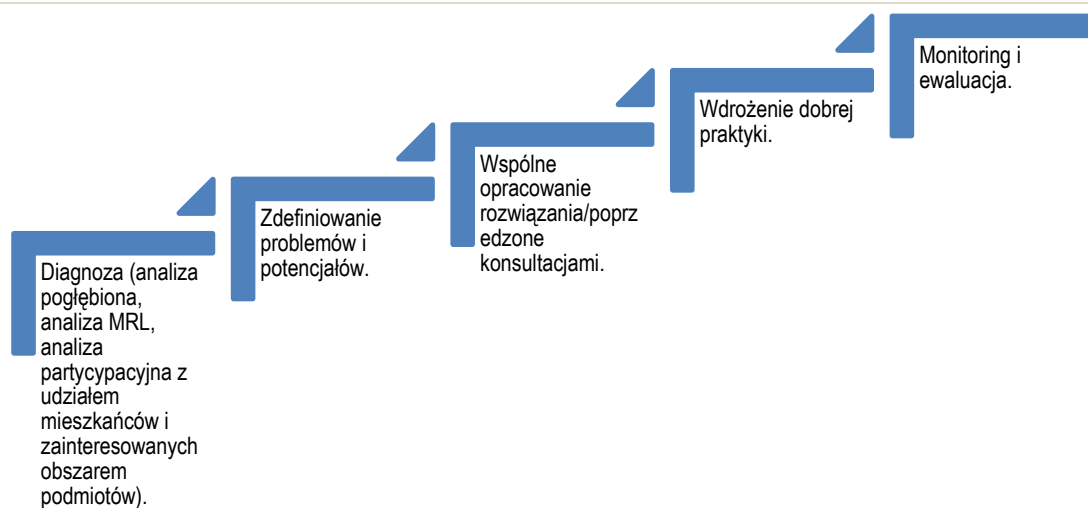 Diagnoza (analiza
pogłębiona,
analiza MRL,
analiza
partycypacyjna z
udziałem
mieszkańców i
zainteresowanych
obszarem
podmiotów).
Zdefiniowanie
problemów i
potencjałów.
Wspólne
opracowanie
rozwiązania/poprz
edzone
konsultacjami.
Wdrożenie dobrej
praktyki.
Monitoring i
ewaluacja.